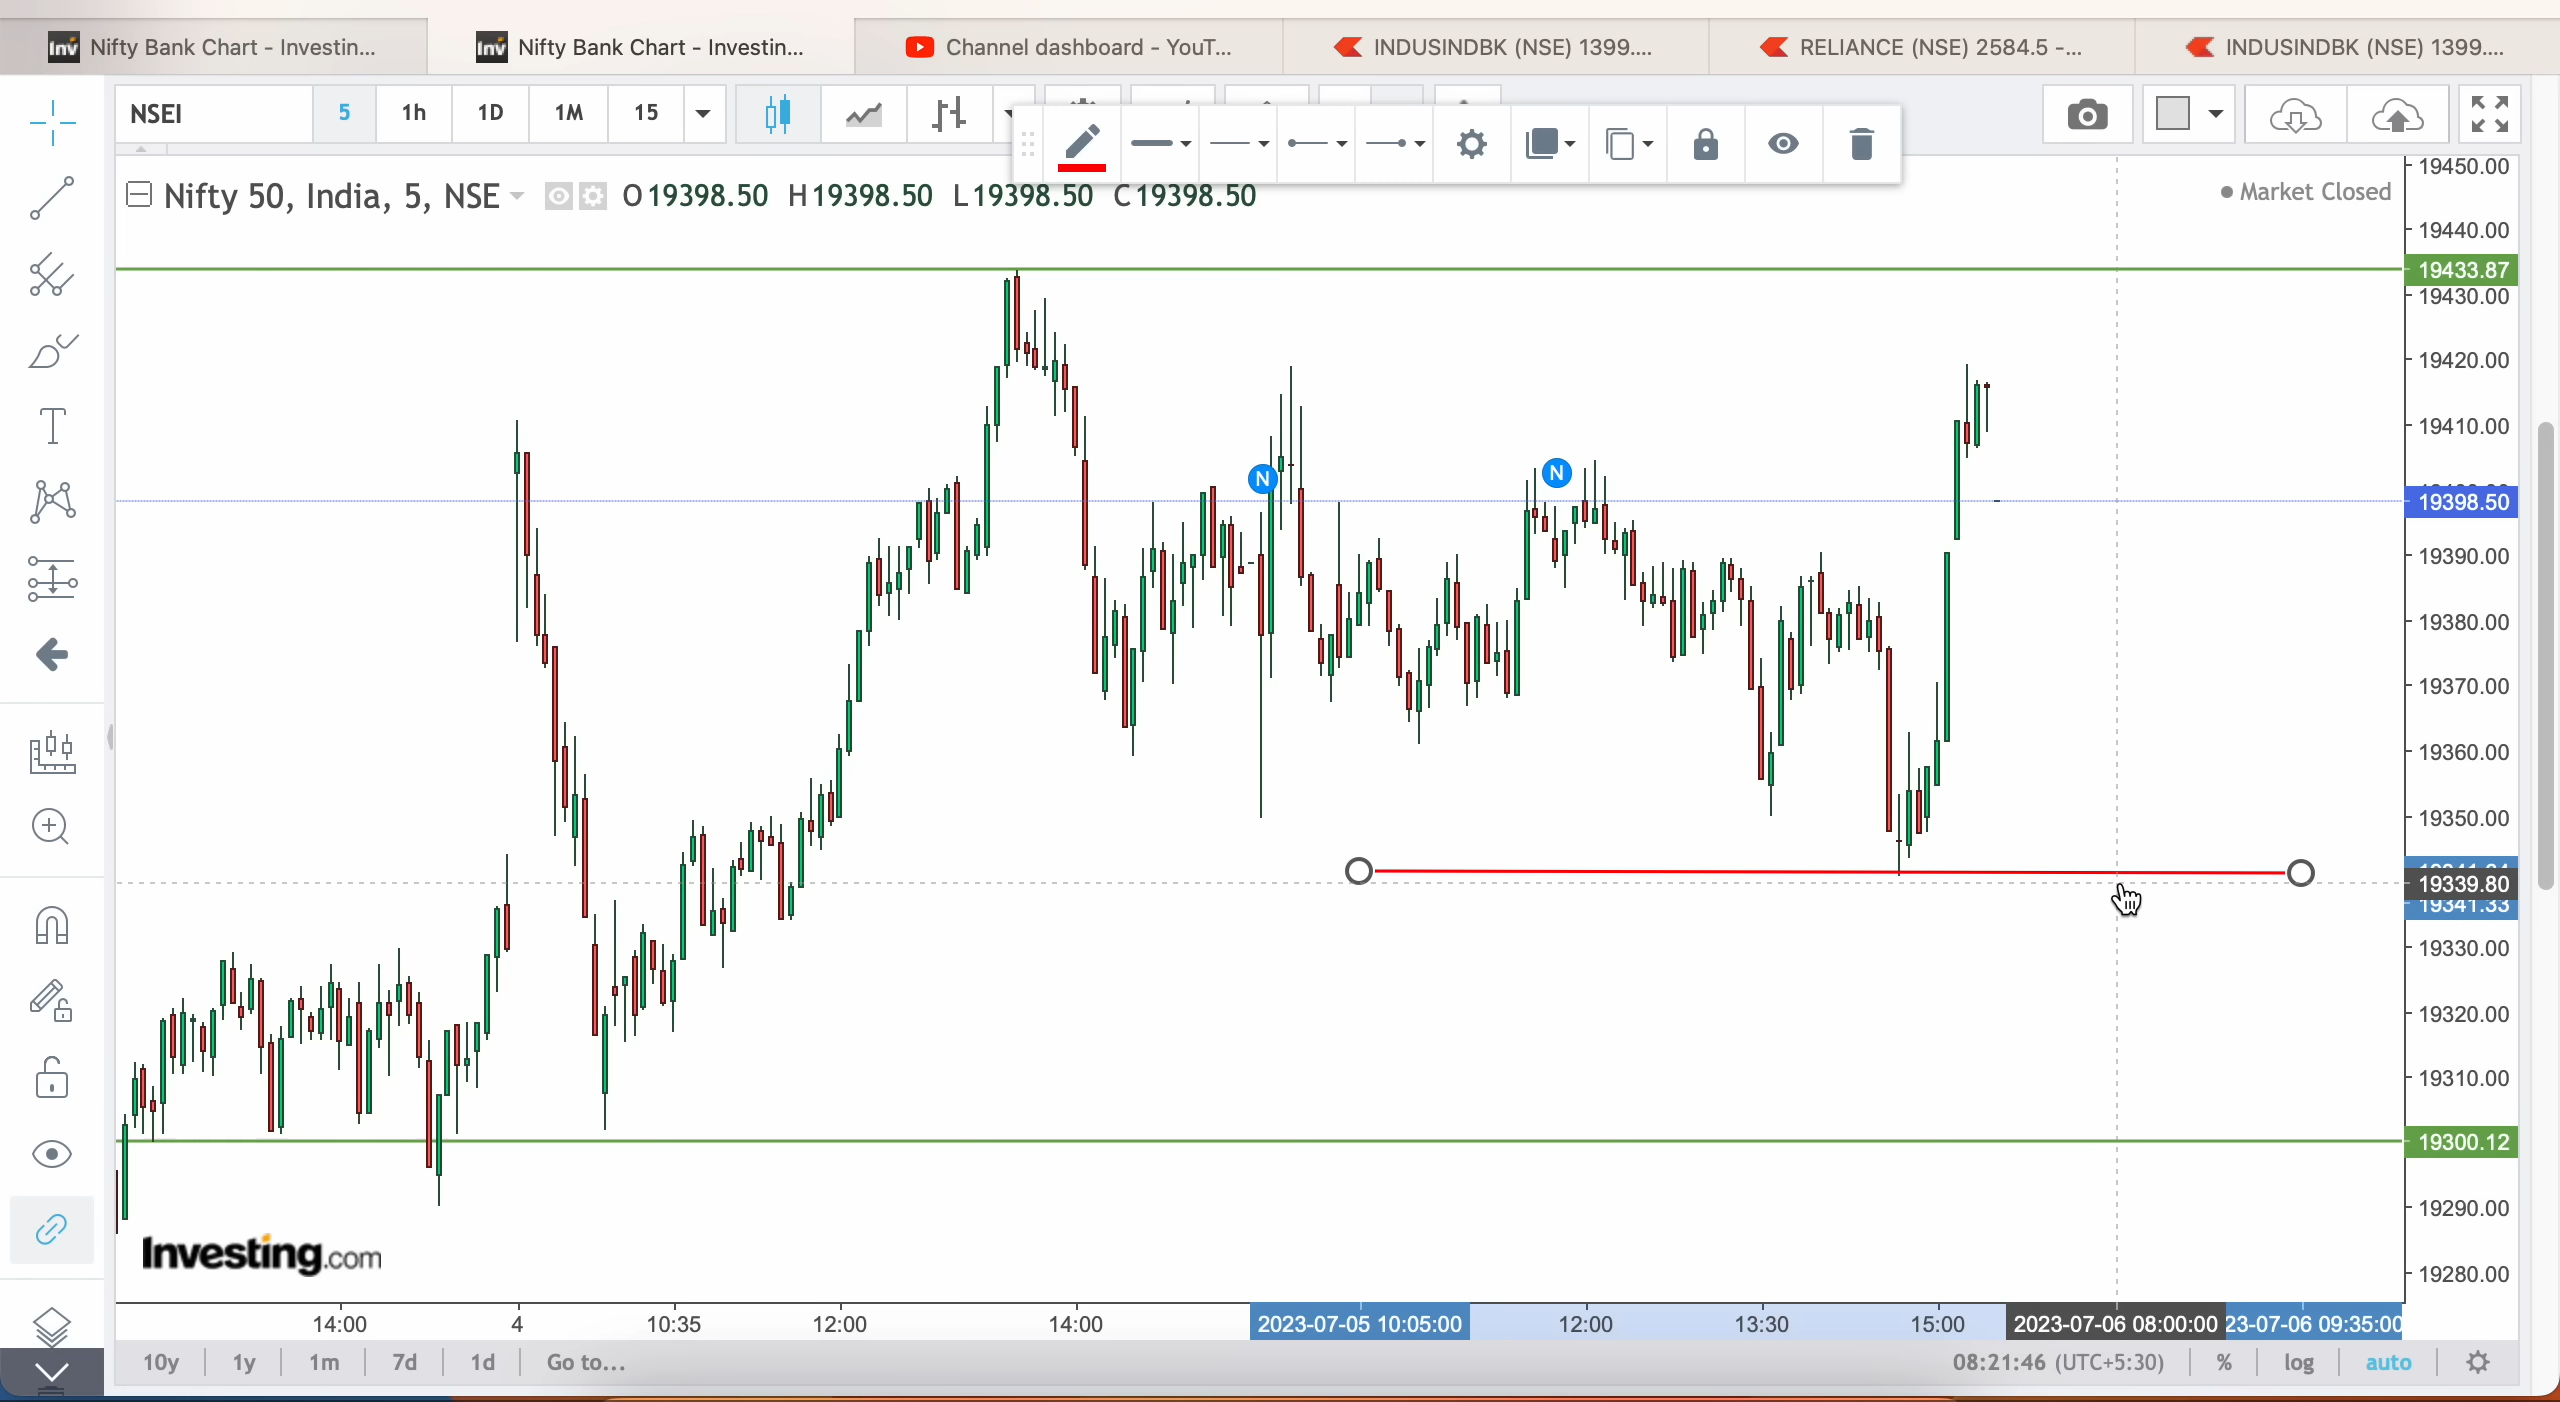 Nifty Bank Chart - Investin...
Nifty Bank Chart - Investin...
Channel dashboard - YouT...
INDUSINDBK (NSE) 1399....
RELIANCE (NSE) 2584.5 -...
INDUSINDBK (NSE) 1399....
NSEI 5 1h 1D 1M 15
Nifty 50, India, 5, NSE O19398.50 H19398.50 L19398.50 C19398.50
Market Closed
19450.00
19440.00
19433.87
19430.00
19420.00
19410.00
19398.50
19390.00
19380.00
19370.00
19360.00
19350.00
19339.80
19341.33
19330.00
19320.00
19310.00
19300.12
19290.00
19280.00
N
N
Investing.com
14:00 4 10:35 12:00 14:00 2023-07-05 10:05:00 12:00 13:30 15:00 2023-07-06 08:00:00 23-07-06 09:35:00
10y 1y 1m 7d 1d Go to... 08:21:46 (UTC+5:30) % log auto